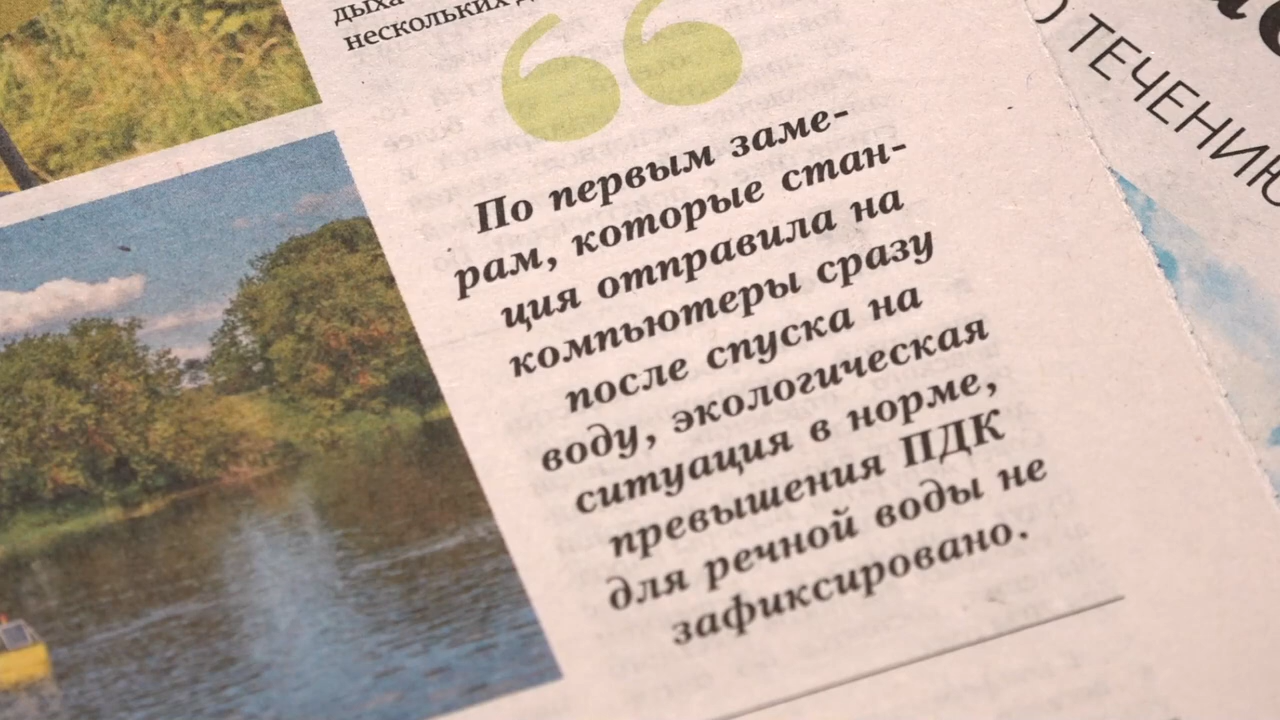 нескольких
По первым заме-
рам, которые стан-
ция отправила на
компьютеры сразу
после спуска на
воду, экологическая
ситуация в норме,
превышения ПДК
для речной воды не
зафиксировано.
ТЕЧЕНИЮ